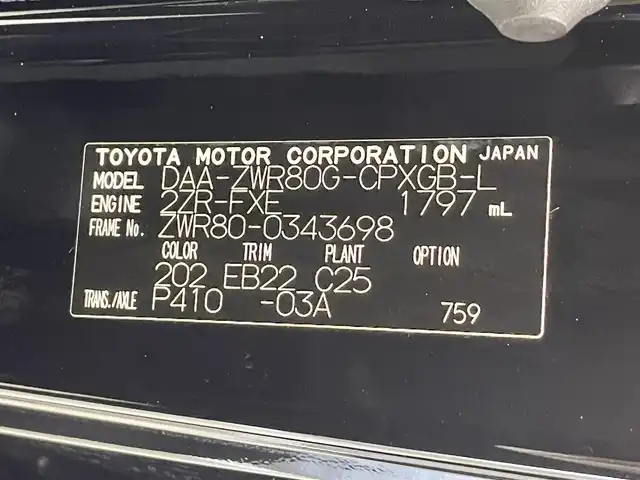 TOYOTA MOTOR CORPORATION JAPAN
MODEL DAA-ZWR80G-CPXGB-L
ENGINE 2ZR-FXE 1797 mL
FRAME No. ZWR80-0343698
COLOR TRIM PLANT OPTION
202 EB22 C25
TRANS./AXLE P410 -03A 759